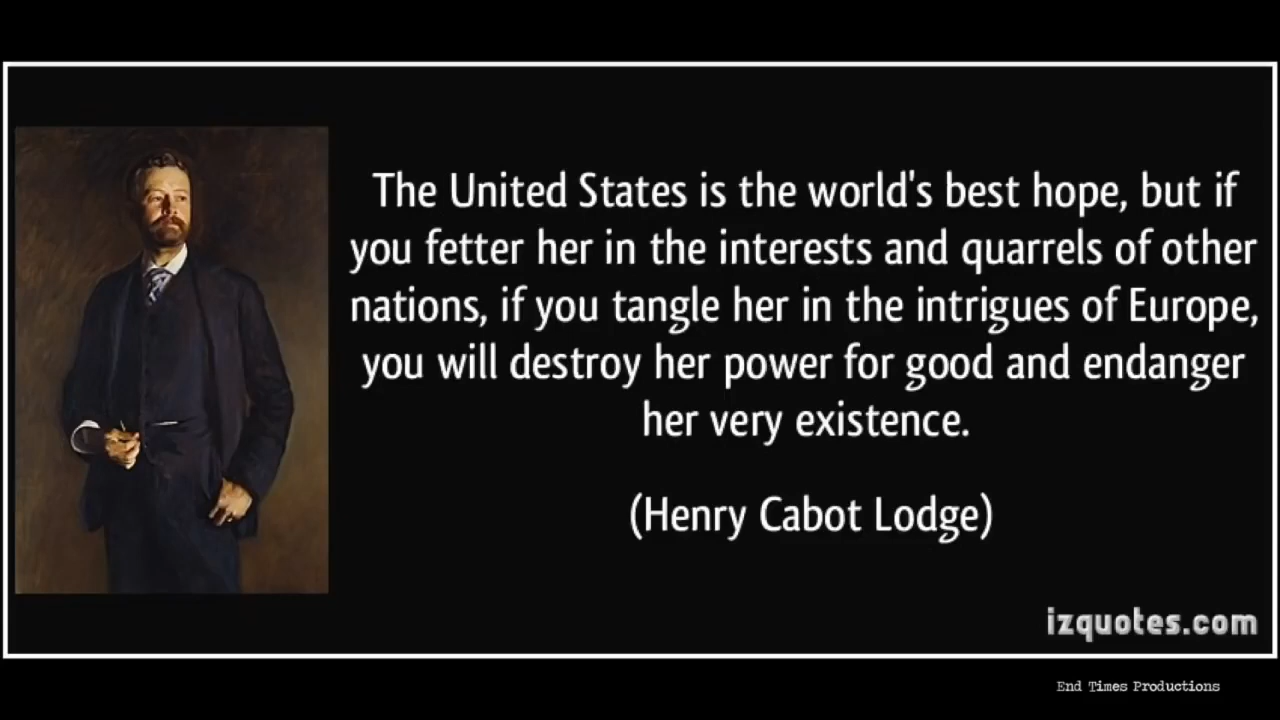 The United States is the world's best hope, but if
you fetter her in the interests and quarrels of other
nations, if you tangle her in the intrigues of Europe,
you will destroy her power for good and endanger
her very existence.
(Henry Cabot Lodge)
izquotes.com
End Times Productions